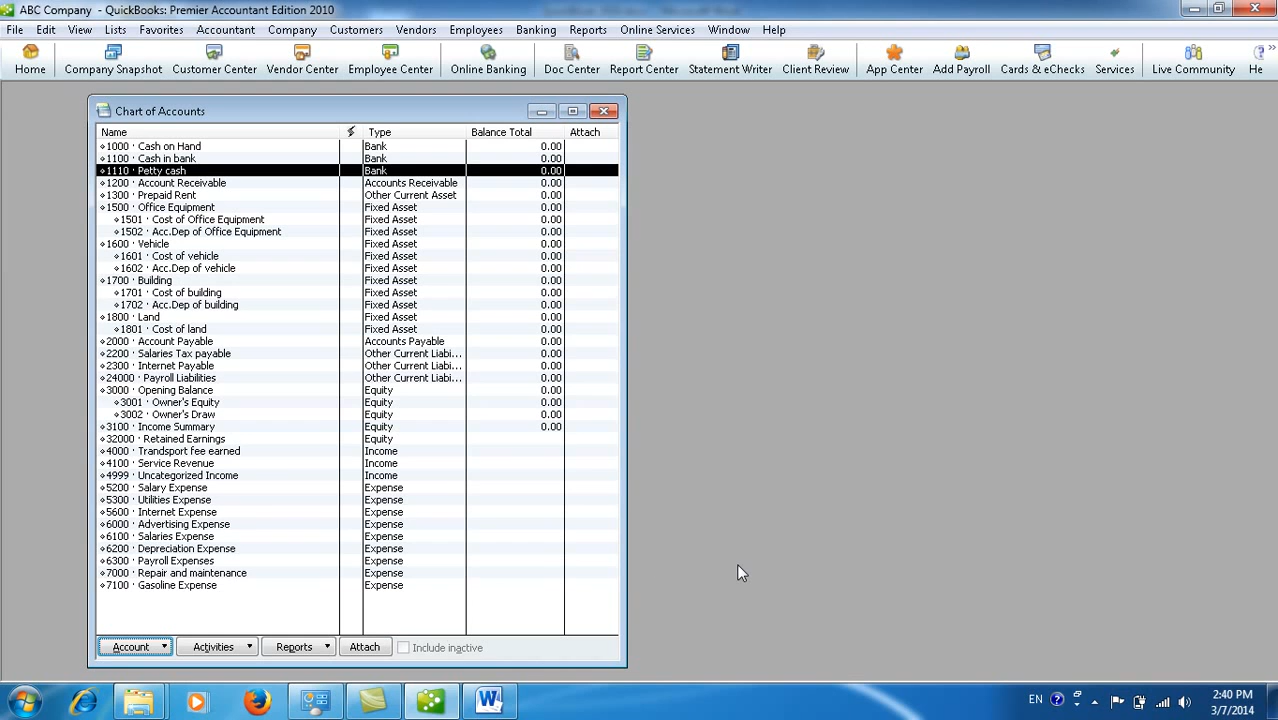 ABC Company - QuickBooks: Premier Accountant Edition 2010
File Edit View Lists Favorites Accountant Company Customers Vendors Employees Banking Reports Online Services Window Help
Home Company Snapshot Customer Center Vendor Center Employee Center Online Banking Doc Center Report Center Statement Writer Client Review App Center Add Payroll Cards & eChecks Services Live Community He
Chart of Accounts
Name Type Balance Total Attach
1000 · Cash on Hand Bank 0.00
1100 · Cash in bank Bank 0.00
1110 · Petty cash Bank 0.00
1200 · Account Receivable Accounts Receivable 0.00
1300 · Prepaid Rent Other Current Asset 0.00
1500 · Office Equipment Fixed Asset 0.00
1501 · Cost of Office Equipment Fixed Asset 0.00
1502 · Acc.Dep of Office Equipment Fixed Asset 0.00
1600 · Vehicle Fixed Asset 0.00
1601 · Cost of vehicle Fixed Asset 0.00
1602 · Acc.Dep of vehicle Fixed Asset 0.00
1700 · Building Fixed Asset 0.00
1701 · Cost of building Fixed Asset 0.00
1702 · Acc.Dep of building Fixed Asset 0.00
1800 · Land Fixed Asset 0.00
1801 · Cost of land Fixed Asset 0.00
2000 · Account Payable Accounts Payable 0.00
2200 · Salaries Tax payable Other Current Liabi... 0.00
2300 · Internet Payable Other Current Liabi... 0.00
24000 · Payroll Liabilities Other Current Liabi... 0.00
3000 · Opening Balance Equity 0.00
3001 · Owner's Equity Equity 0.00
3002 · Owner's Draw Equity 0.00
3100 · Income Summary Equity 0.00
32000 · Retained Earnings Equity
4000 · Trandsport fee earned Income
4100 · Service Revenue Income
4999 · Uncategorized Income Income
5200 · Salary Expense Expense
5300 · Utilities Expense Expense
5600 · Internet Expense Expense
6000 · Advertising Expense Expense
6100 · Salaries Expense Expense
6200 · Depreciation Expense Expense
6300 · Payroll Expenses Expense
7000 · Repair and maintenance Expense
7100 · Gasoline Expense Expense
Account Activities Reports Attach Include inactive
EN 2:40 PM
3/7/2014